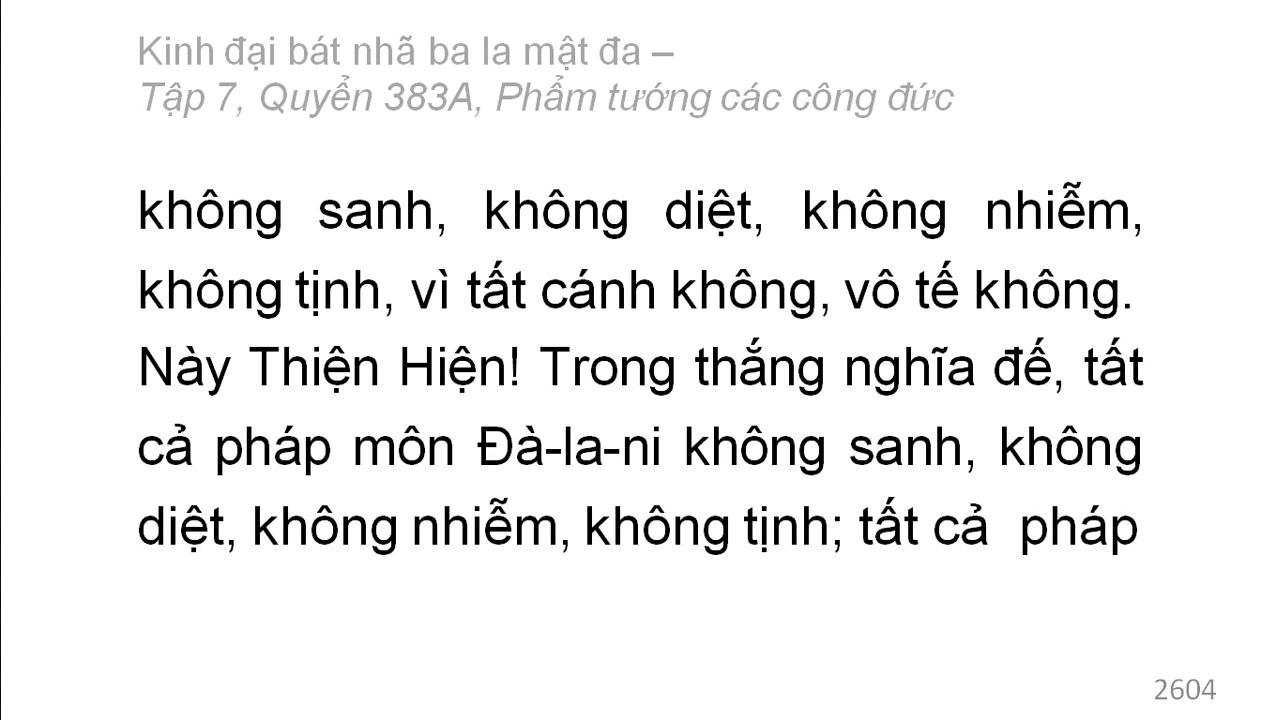 Kinh đại bát nhã ba la mật đa –
Tập 7, Quyển 383A, Phẩm tướng các công đức
không sanh, không diệt, không nhiễm,
không tịnh, vì tất cánh không, vô tế không.
Này Thiện Hiện! Trong thắng nghĩa đế, tất
cả pháp môn Đà-la-ni không sanh, không
diệt, không nhiễm, không tịnh; tất cả pháp
2604